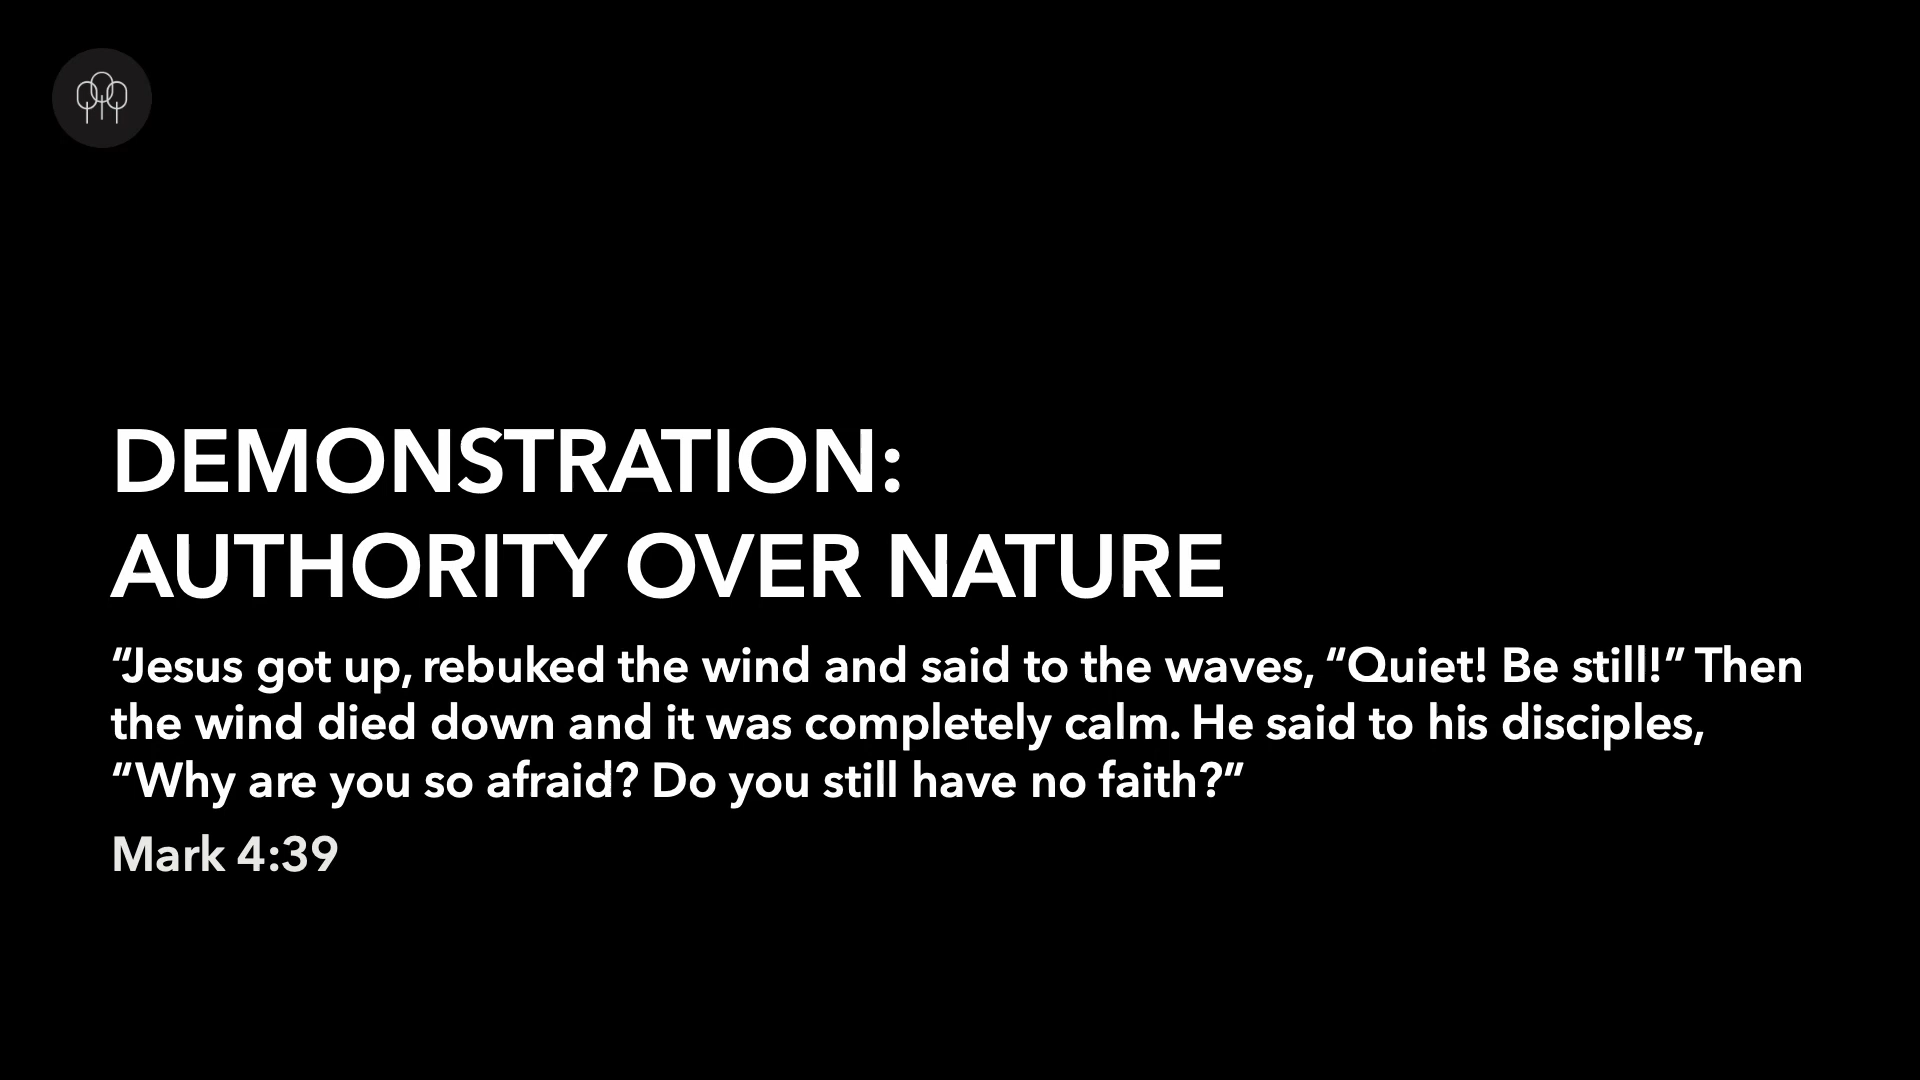 DEMONSTRATION:
AUTHORITY OVER NATURE
“Jesus got up, rebuked the wind and said to the waves, “Quiet! Be still!” Then
the wind died down and it was completely calm. He said to his disciples,
“Why are you so afraid? Do you still have no faith?”
Mark 4:39